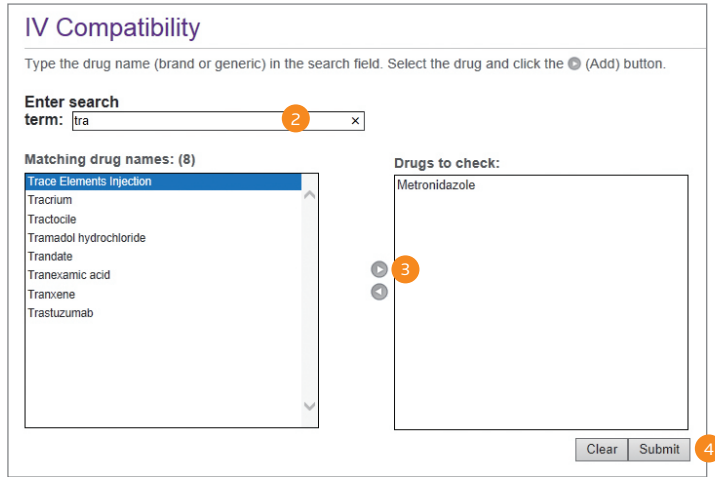 IV Compatibility
Type the drug name (brand or generic) in the search field. Select the drug and click the (Add) button.
Enter search
term: tra 2 ×
Matching drug names: (8)
Drugs to check:
Trace Elements Injection
Tracrium
Tractocile
Tramadol hydrochloride
Trandate
Tranexamic acid
Tranxene
Trastuzumab
Metronidazole
3
Clear Submit 4